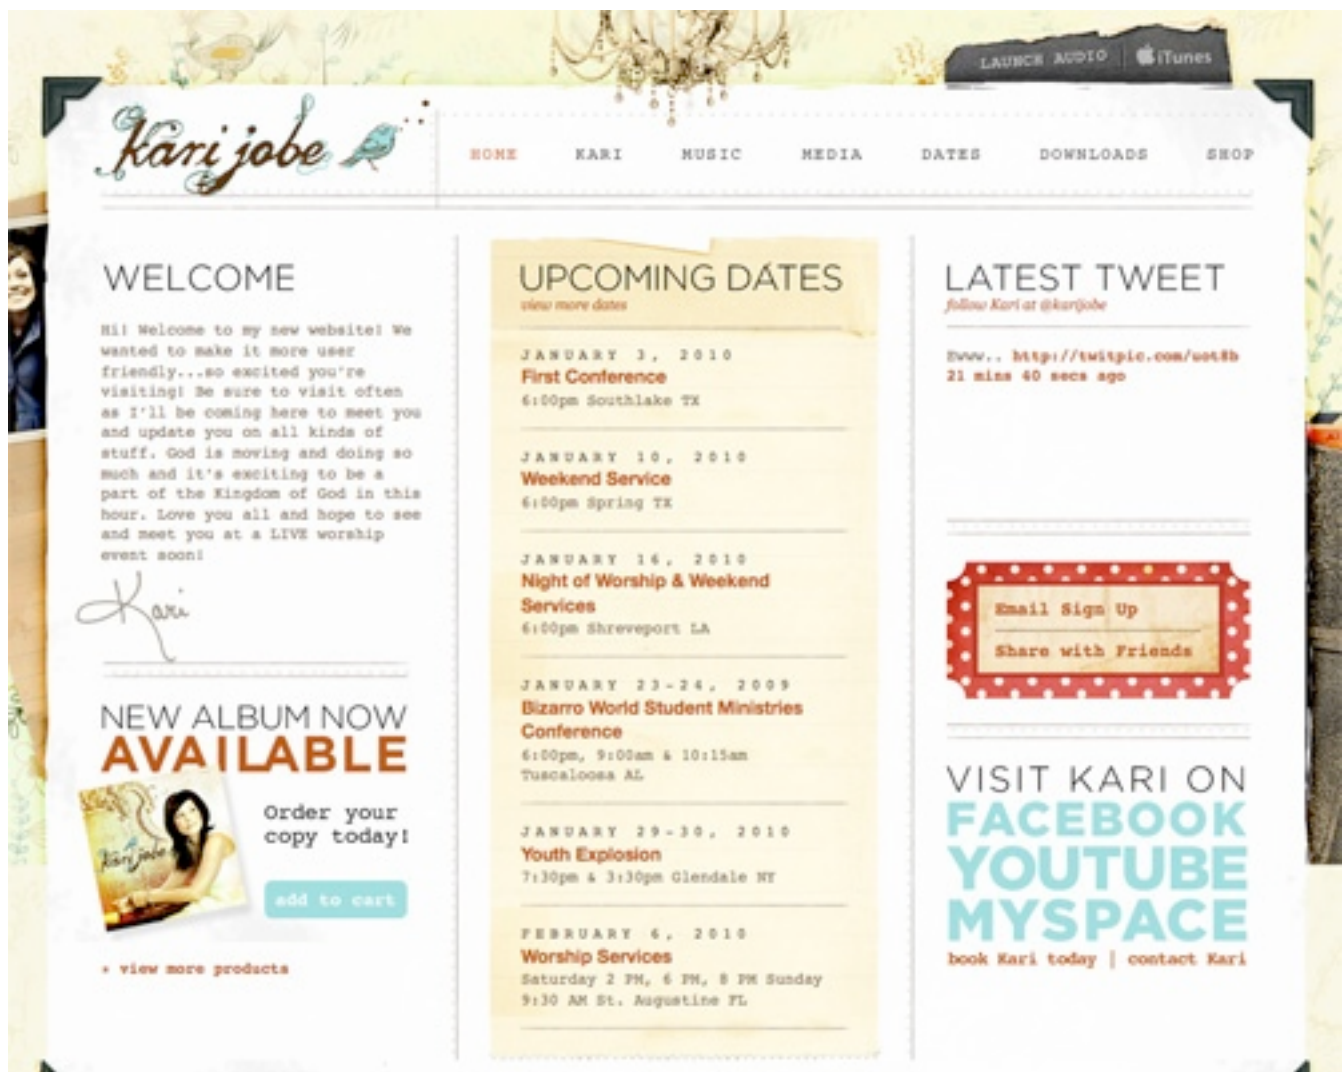 LAUNCH AUDIO
iTunes
Kari jobe
HOME
KARI
MUSIC
MEDIA
DATES
DOWNLOADS
SHOP
WELCOME
Hi! Welcome to my new website! We
wanted to make it more user
friendly...so excited you're
visiting! Be sure to visit often
as I'll be coming here to meet you
and update you on all kinds of
stuff. God is moving and doing so
much and it's exciting to be a
part of the Kingdom of God in this
hour. Love you all and hope to see
and meet you at a LIVE worship
event soon!
Kari
NEW ALBUM NOW
AVAILABLE
Kari jobe
Order your
copy today!
add to cart
+ view more products
UPCOMING DATES
view more dates
JANUARY 3, 2010
First Conference
6:00pm Southlake TX
JANUARY 10, 2010
Weekend Service
6:00pm Spring TX
JANUARY 16, 2010
Night of Worship & Weekend
Services
6:00pm Shreveport LA
JANUARY 23-24, 2009
Bizarro World Student Ministries
Conference
6:00pm, 9:00am & 10:15am
Tuscaloosa AL
JANUARY 29-30, 2010
Youth Explosion
7:30pm & 3:30pm Glendale NY
FEBRUARY 6, 2010
Worship Services
Saturday 2 PM, 6 PM, 8 PM Sunday
9:30 AM St. Augustine FL
LATEST TWEET
follow Kari at @karijobe
Ewww.. http://twitpic.com/uot8b
21 mins 40 secs ago
Email Sign Up
Share with Friends
VISIT KARI ON
FACEBOOK
YOUTUBE
MYSPACE
book Kari today | contact Kari